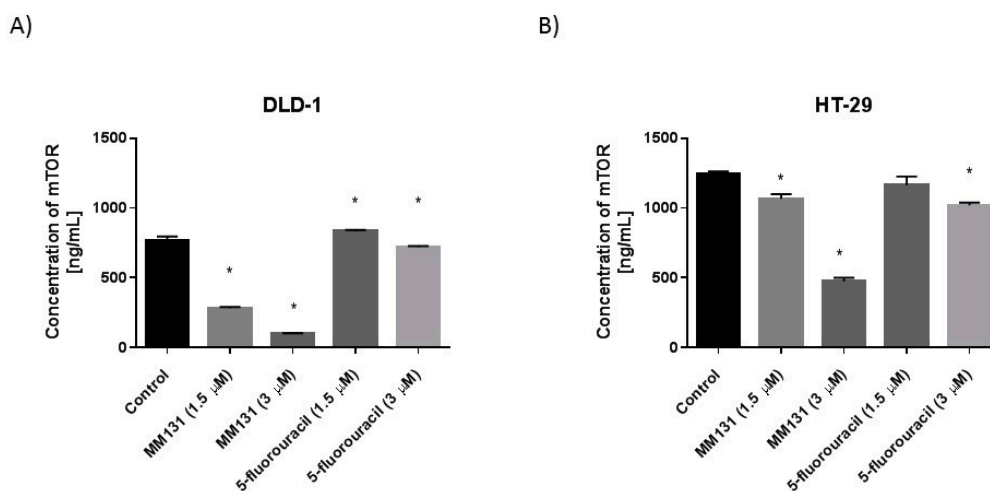 A)
DLD-1
Concentration of mTOR
[ng/mL]
1500
1000
500
0
*
*
*
*
Control
MM131 (1.5 µM)
MM131 (3 µM)
5-fluorouracil (1.5 µM)
5-fluorouracil (3 µM)
B)
HT-29
Concentration of mTOR
[ng/mL]
1500
1000
500
0
*
*
*
Control
MM131 (1.5 µM)
MM131 (3 µM)
5-fluorouracil (1.5 µM)
5-fluorouracil (3 µM)